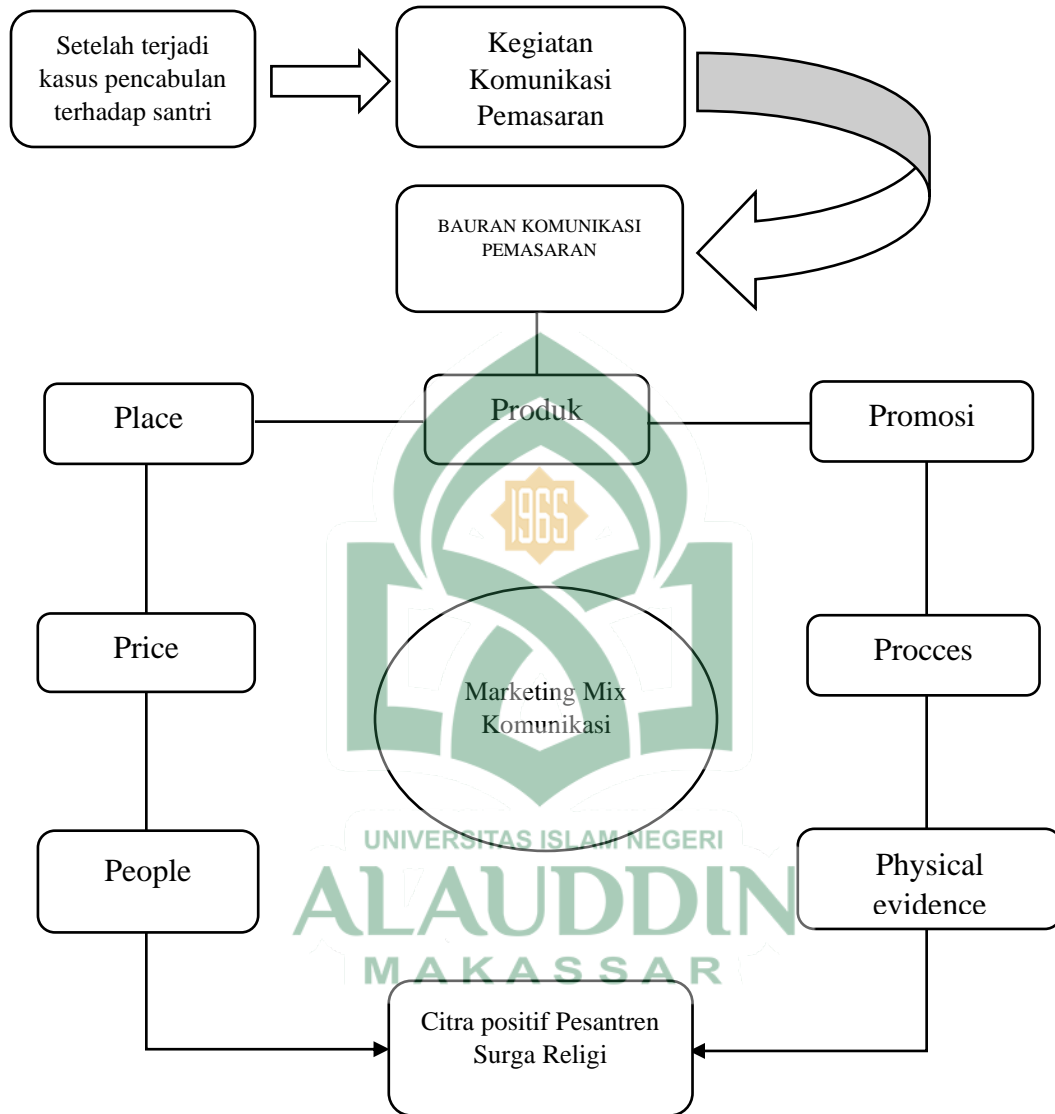 Setelah terjadi
kasus pencabulan
terhadap santri
Kegiatan
Komunikasi
Pemasaran
BAURAN KOMUNIKASI
PEMASARAN
Place
Produk
Promosi
1965
Price
Marketing Mix
Komunikasi
Procces
UNIVERSITAS ISLAM NEGERI
People
ALAUDDIN
Physical
evidence
MAKASSAR
Citra positif Pesantren
Surga Religi